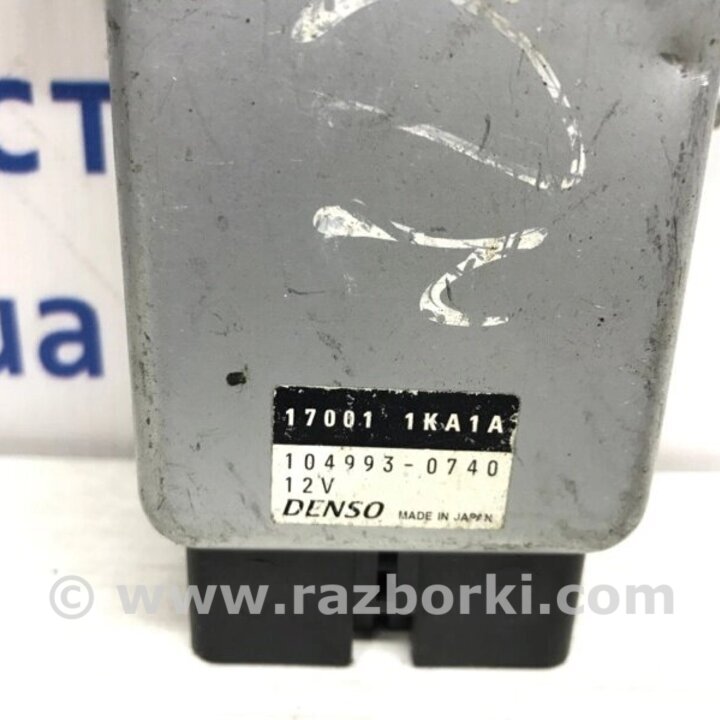 ст
ua
17001 1KA1A
104993-0740
12V
DENSO MADE IN JAPAN
© www.razborki.com